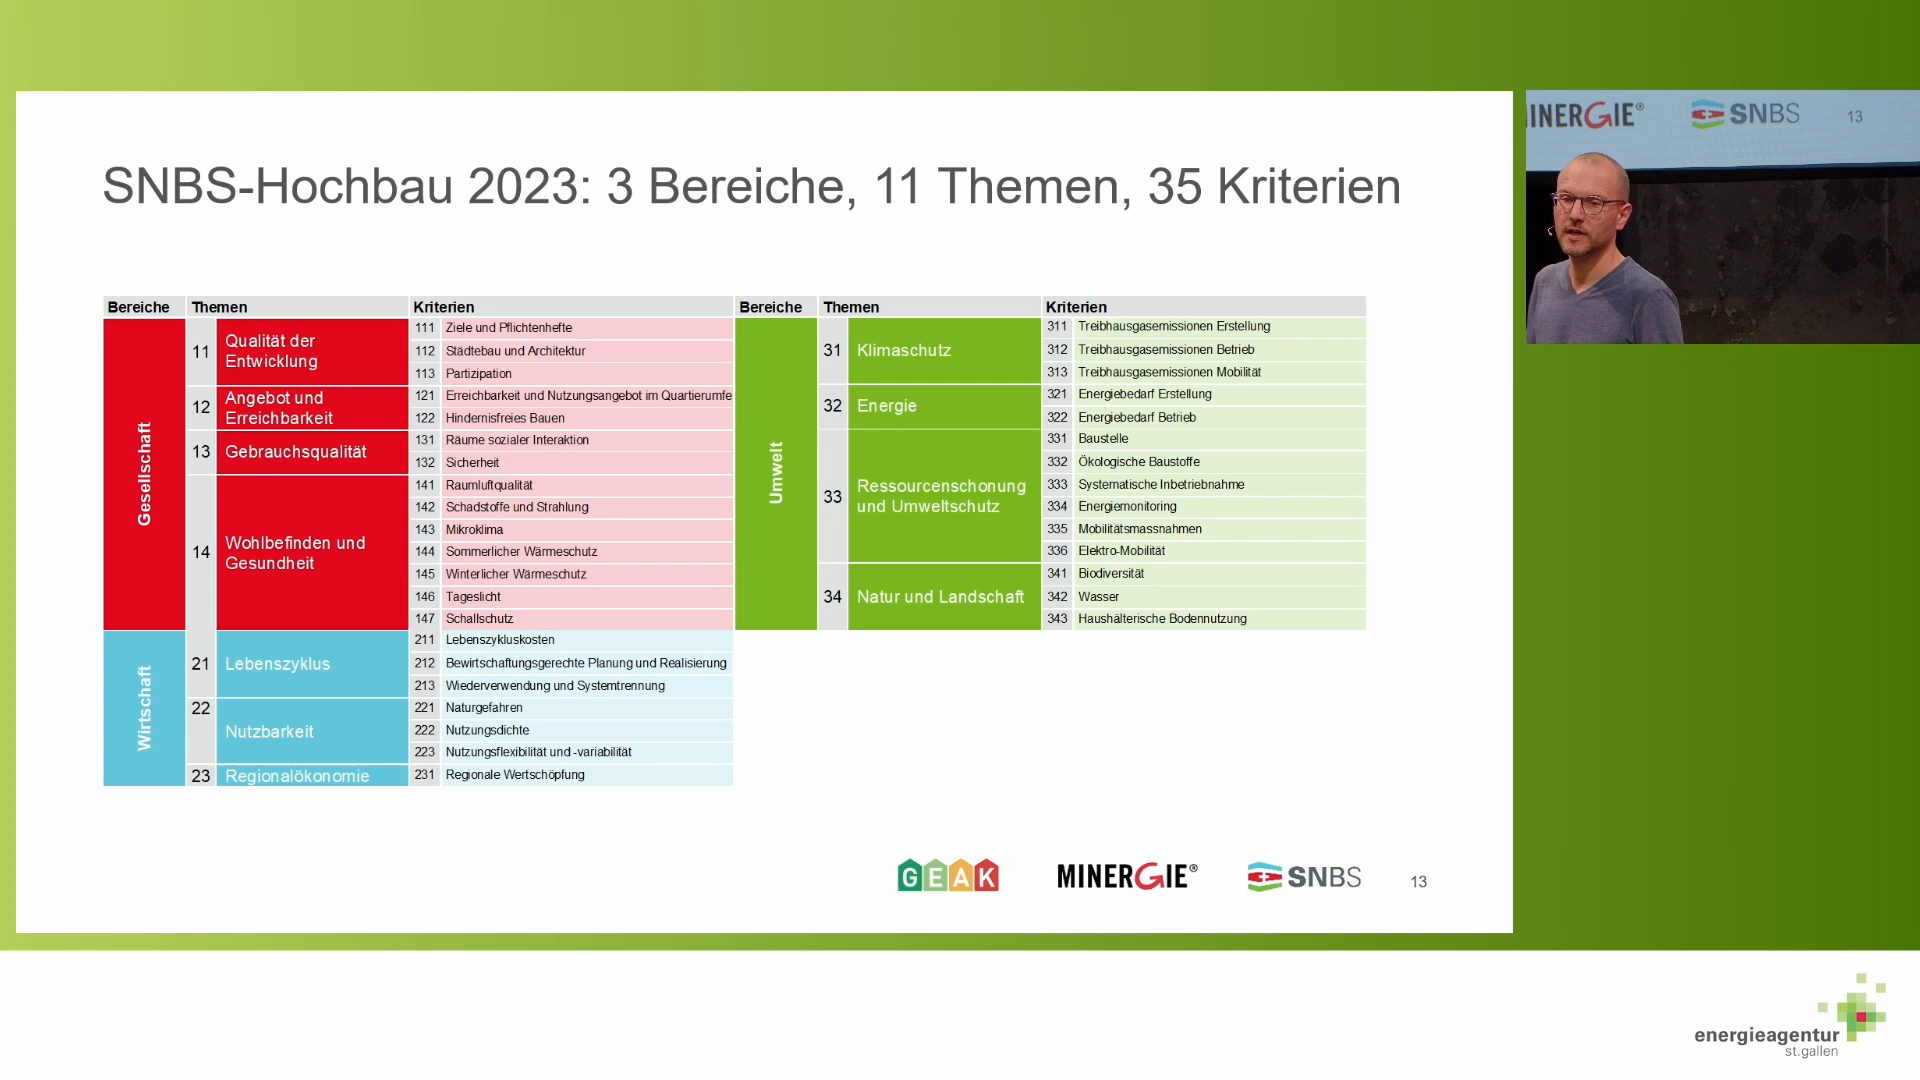 SNBS-Hochbau 2023: 3 Bereiche, 11 Themen, 35 Kriterien
Bereiche Themen Kriterien
Gesellschaft
11 Qualität der
Entwicklung
111 Ziele und Pflichtenhefte
112 Städtebau und Architektur
113 Partizipation
12 Angebot und
Erreichbarkeit
121 Erreichbarkeit und Nutzungsangebot im Quartierumfe
122 Hindernisfreies Bauen
13 Gebrauchsqualität
131 Räume sozialer Interaktion
132 Sicherheit
14 Wohlbefinden und
Gesundheit
141 Raumluftqualität
142 Schadstoffe und Strahlung
143 Mikroklima
144 Sommerlicher Wärmeschutz
145 Winterlicher Wärmeschutz
146 Tageslicht
147 Schallschutz
Wirtschaft
21 Lebenszyklus
211 Lebenszykluskosten
212 Bewirtschaftungsgerechte Planung und Realisierung
213 Wiederverwendung und Systemtrennung
22 Nutzbarkeit
221 Naturgefahren
222 Nutzungsdichte
223 Nutzungsflexibilität und -variabilität
23 Regionalökonomie
231 Regionale Wertschöpfung
Bereiche Themen Kriterien
Umwelt
31 Klimaschutz
311 Treibhausgasemissionen Erstellung
312 Treibhausgasemissionen Betrieb
313 Treibhausgasemissionen Mobilität
32 Energie
321 Energiebedarf Erstellung
322 Energiebedarf Betrieb
33 Ressourcenschonung
und Umweltschutz
331 Baustelle
332 Ökologische Baustoffe
333 Systematische Inbetriebnahme
334 Energiemonitoring
335 Mobilitätsmassnahmen
336 Elektro-Mobilität
34 Natur und Landschaft
341 Biodiversität
342 Wasser
343 Haushälterische Bodennutzung
GEAK MINERGIE® SNBS 13
INERGIE® SNBS 13
energieagentur
st.gallen